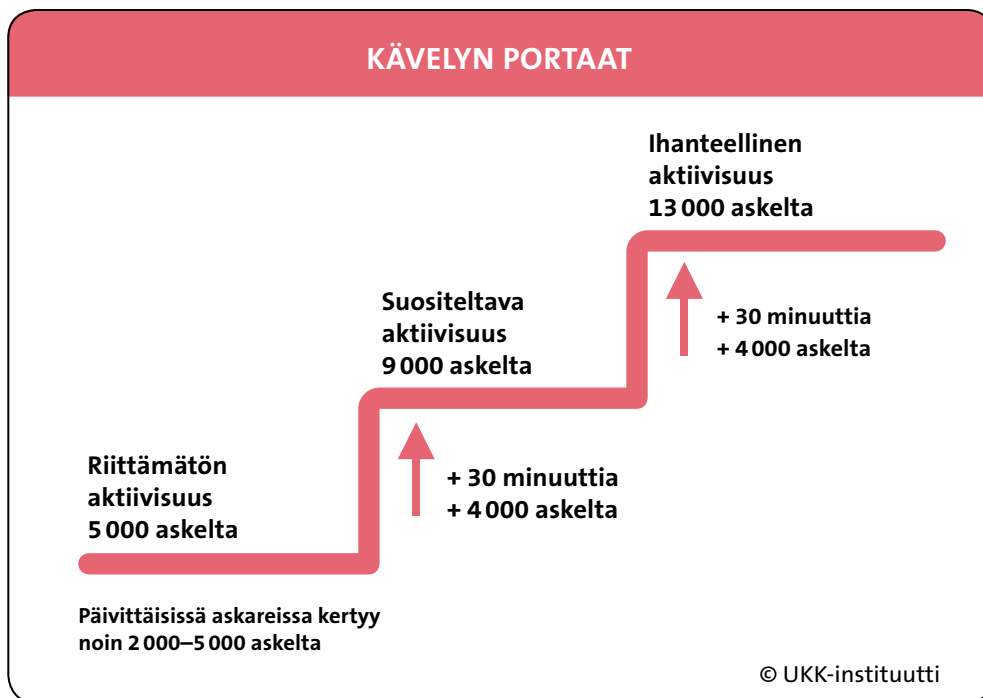 KÄVELYN PORTAAT
Ihanteellinen
aktiivisuus
13 000 askelta
+ 30 minuuttia
+ 4 000 askelta
Suositeltava
aktiivisuus
9 000 askelta
+ 30 minuuttia
+ 4 000 askelta
Riittämätön
aktiivisuus
5 000 askelta
Päivittäisissä askareissa kertyy
noin 2 000–5 000 askelta
© UKK-instituutti